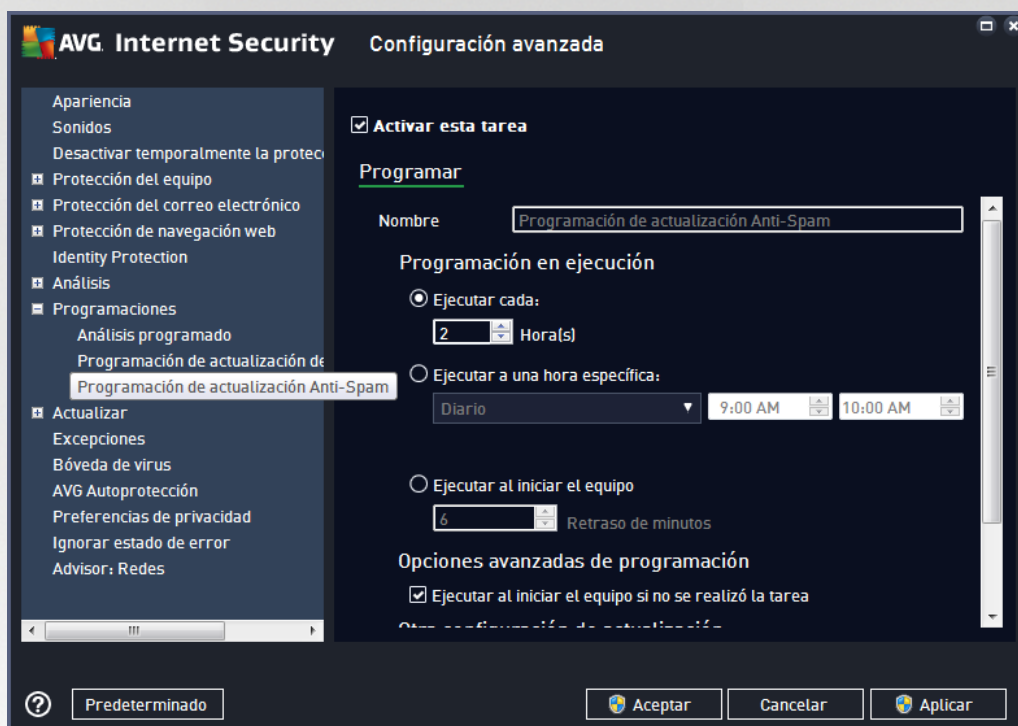 AVG. Internet Security Configuración avanzada
Apariencia
Sonidos
Desactivar temporalmente la protec
Protección del equipo
Protección del correo electrónico
Protección de navegación web
Identity Protection
Análisis
Programaciones
Análisis programado
Programación de actualización de
Programación de actualización Anti-Spam
Actualizar
Excepciones
Bóveda de virus
AVG Autoprotección
Preferencias de privacidad
Ignorar estado de error
Advisor: Redes
Activar esta tarea
Programar
Nombre Programación de actualización Anti-Spam
Programación en ejecución
Ejecutar cada:
2 Hora(s)
Ejecutar a una hora específica:
Diario 9:00 AM 10:00 AM
Ejecutar al iniciar el equipo
6 Retraso de minutos
Opciones avanzadas de programación
Ejecutar al iniciar el equipo si no se realizó la tarea
Otra configuración de actualización
Predeterminado Aceptar Cancelar Aplicar